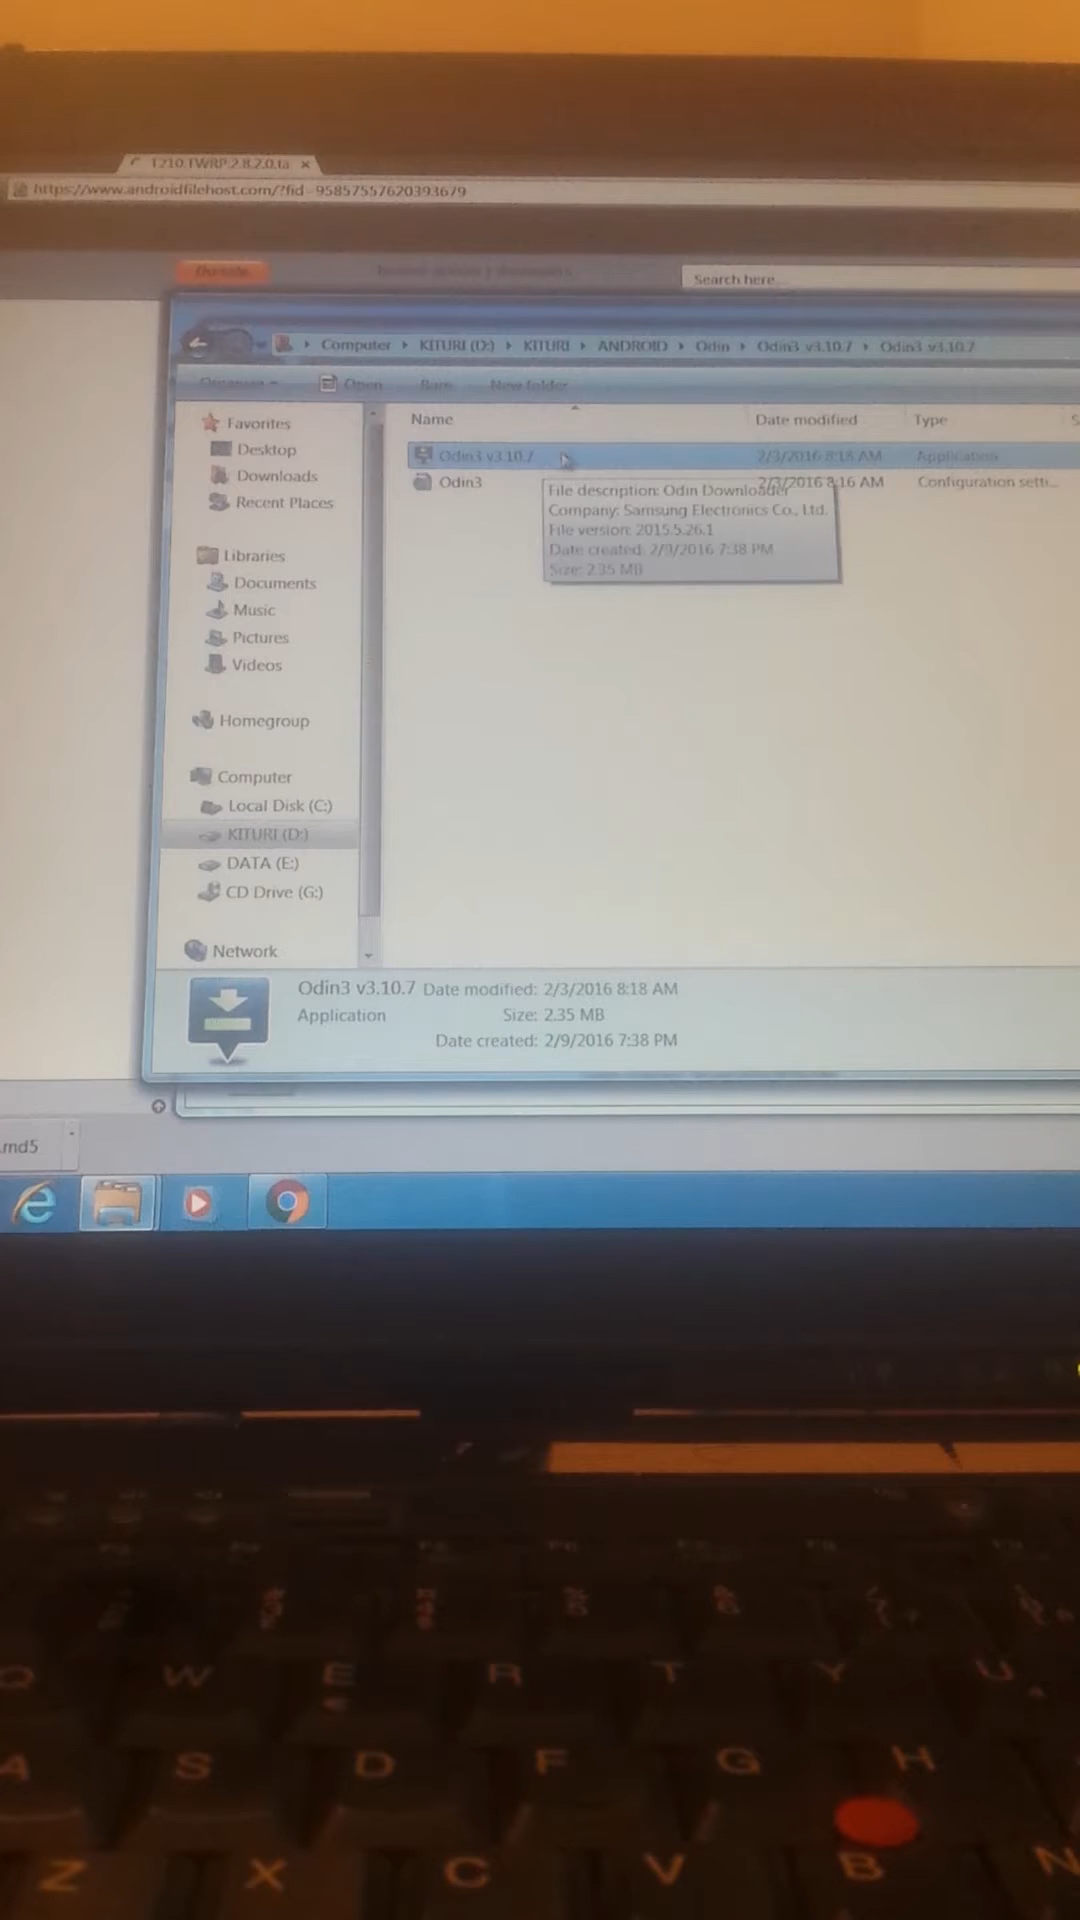 T210.TWRP.2.8.2.0.ta
https://www.androidfilehost.com/?fid=95857557620393679
Donate
Search here...
Computer KITURI (D:) KITURI ANDROID Odin Odin3 v3.10.7 Odin3 v3.10.7
Organize Open Burn New folder
Name Date modified Type S
Odin3 v3.10.7 2/3/2016 8:18 AM Application
Odin3 2/3/2016 8:16 AM Configuration setti...
File description: Odin Downloader
Company: Samsung Electronics Co., Ltd.
File version: 2015.5.26.1
Date created: 2/9/2016 7:38 PM
Size: 2.35 MB
Favorites
Desktop
Downloads
Recent Places
Libraries
Documents
Music
Pictures
Videos
Homegroup
Computer
Local Disk (C:)
KITURI (D:)
DATA (E:)
CD Drive (G:)
Network
Odin3 v3.10.7 Date modified: 2/3/2016 8:18 AM
Application Size: 2.35 MB
Date created: 2/9/2016 7:38 PM
.md5
Q W E R T Y U
€
A S D F G H
Z X C V B N